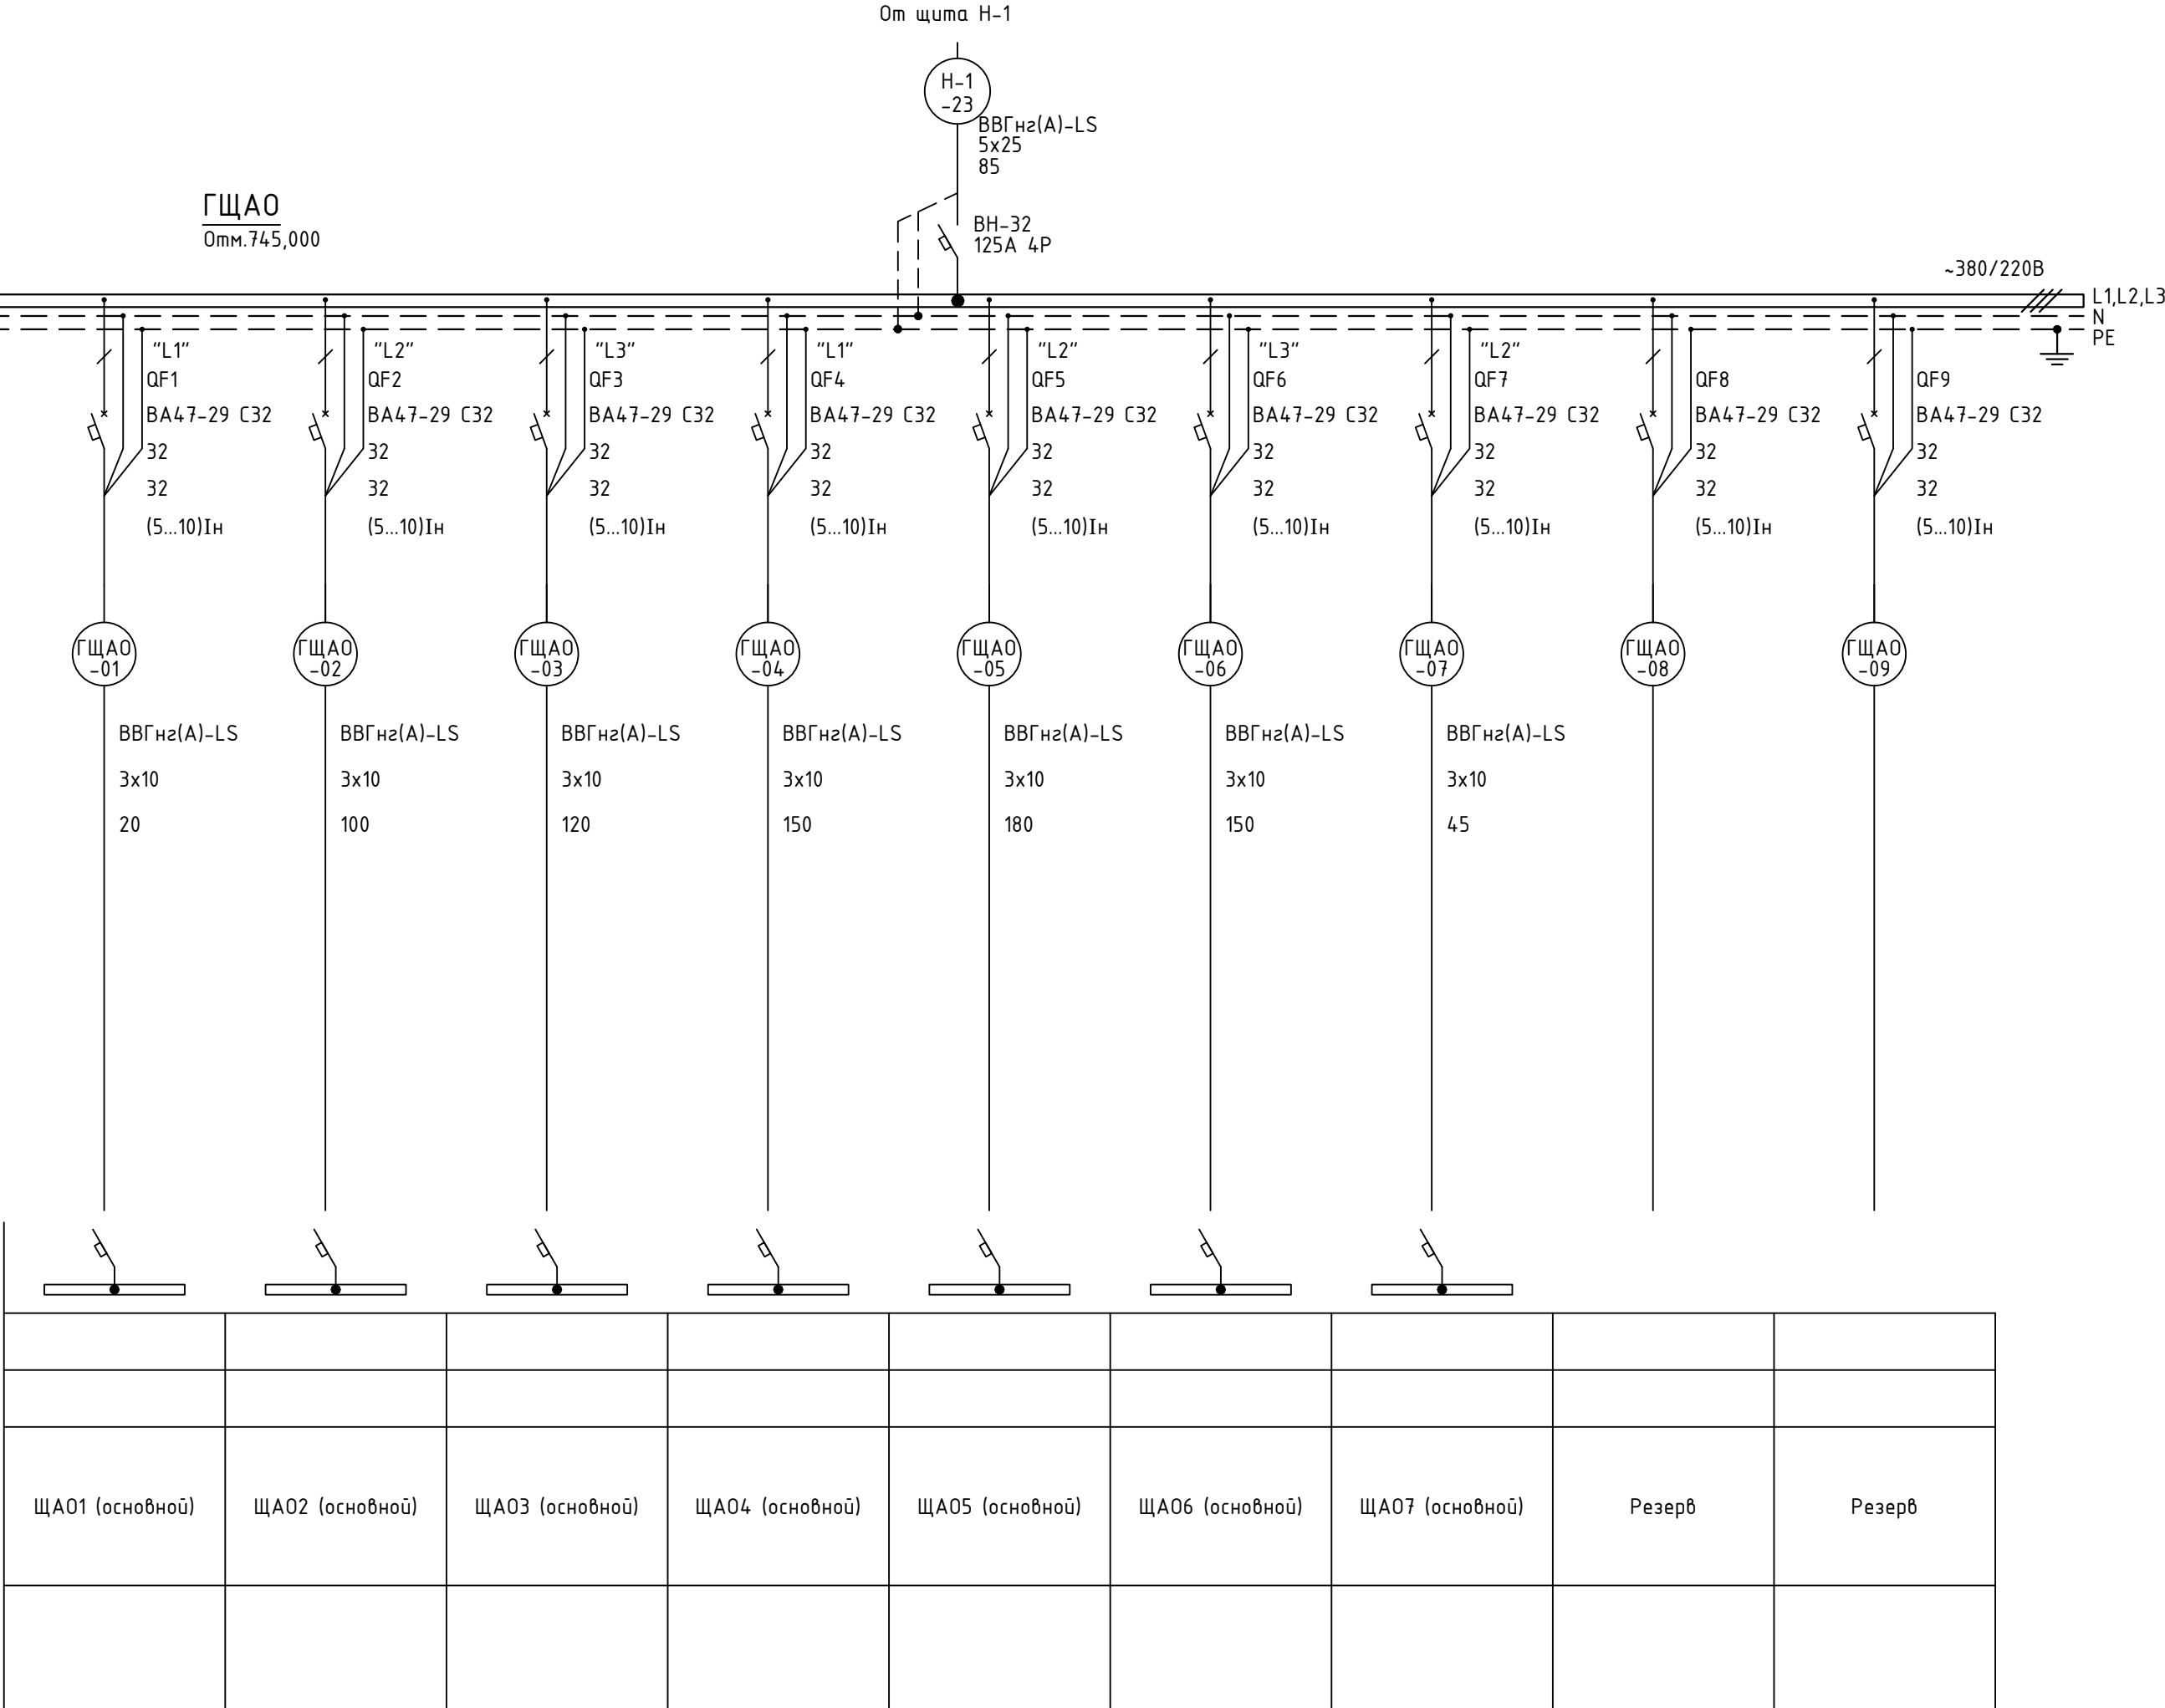 От щита Н-1
Н-1
-23
ВВГнг(А)-LS
5х25
85
ГЩАО
Отм.745,000
ВН-32
125А 4Р
~380/220В
L1,L2,L3
N
PE
"L1" "L2" "L3" "L1" "L2" "L3" "L2"
QF1 QF2 QF3 QF4 QF5 QF6 QF7 QF8 QF9
ВА47-29 С32 ВА47-29 С32 ВА47-29 С32 ВА47-29 С32 ВА47-29 С32 ВА47-29 С32 ВА47-29 С32 ВА47-29 С32 ВА47-29 С32
32 32 32 32 32 32 32 32 32
32 32 32 32 32 32 32 32 32
(5...10)Iн (5...10)Iн (5...10)Iн (5...10)Iн (5...10)Iн (5...10)Iн (5...10)Iн (5...10)Iн (5...10)Iн
ГЩАО ГЩАО ГЩАО ГЩАО ГЩАО ГЩАО ГЩАО ГЩАО ГЩАО
-01 -02 -03 -04 -05 -06 -07 -08 -09
ВВГнг(А)-LS ВВГнг(А)-LS ВВГнг(А)-LS ВВГнг(А)-LS ВВГнг(А)-LS ВВГнг(А)-LS ВВГнг(А)-LS
3х10 3х10 3х10 3х10 3х10 3х10 3х10
20 100 120 150 180 150 45
ЩАО1 (основной) ЩАО2 (основной) ЩАО3 (основной) ЩАО4 (основной) ЩАО5 (основной) ЩАО6 (основной) ЩАО7 (основной) Резерв Резерв